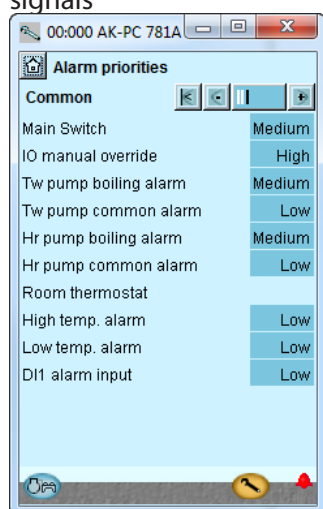 signals
00:000 AK-PC 781A
Alarm priorities
Common
Main Switch Medium
IO manual override High
Tw pump boiling alarm Medium
Tw pump common alarm Low
Hr pump boiling alarm Medium
Hr pump common alarm Low
Room thermostat
High temp. alarm Low
Low temp. alarm Low
DI1 alarm input Low